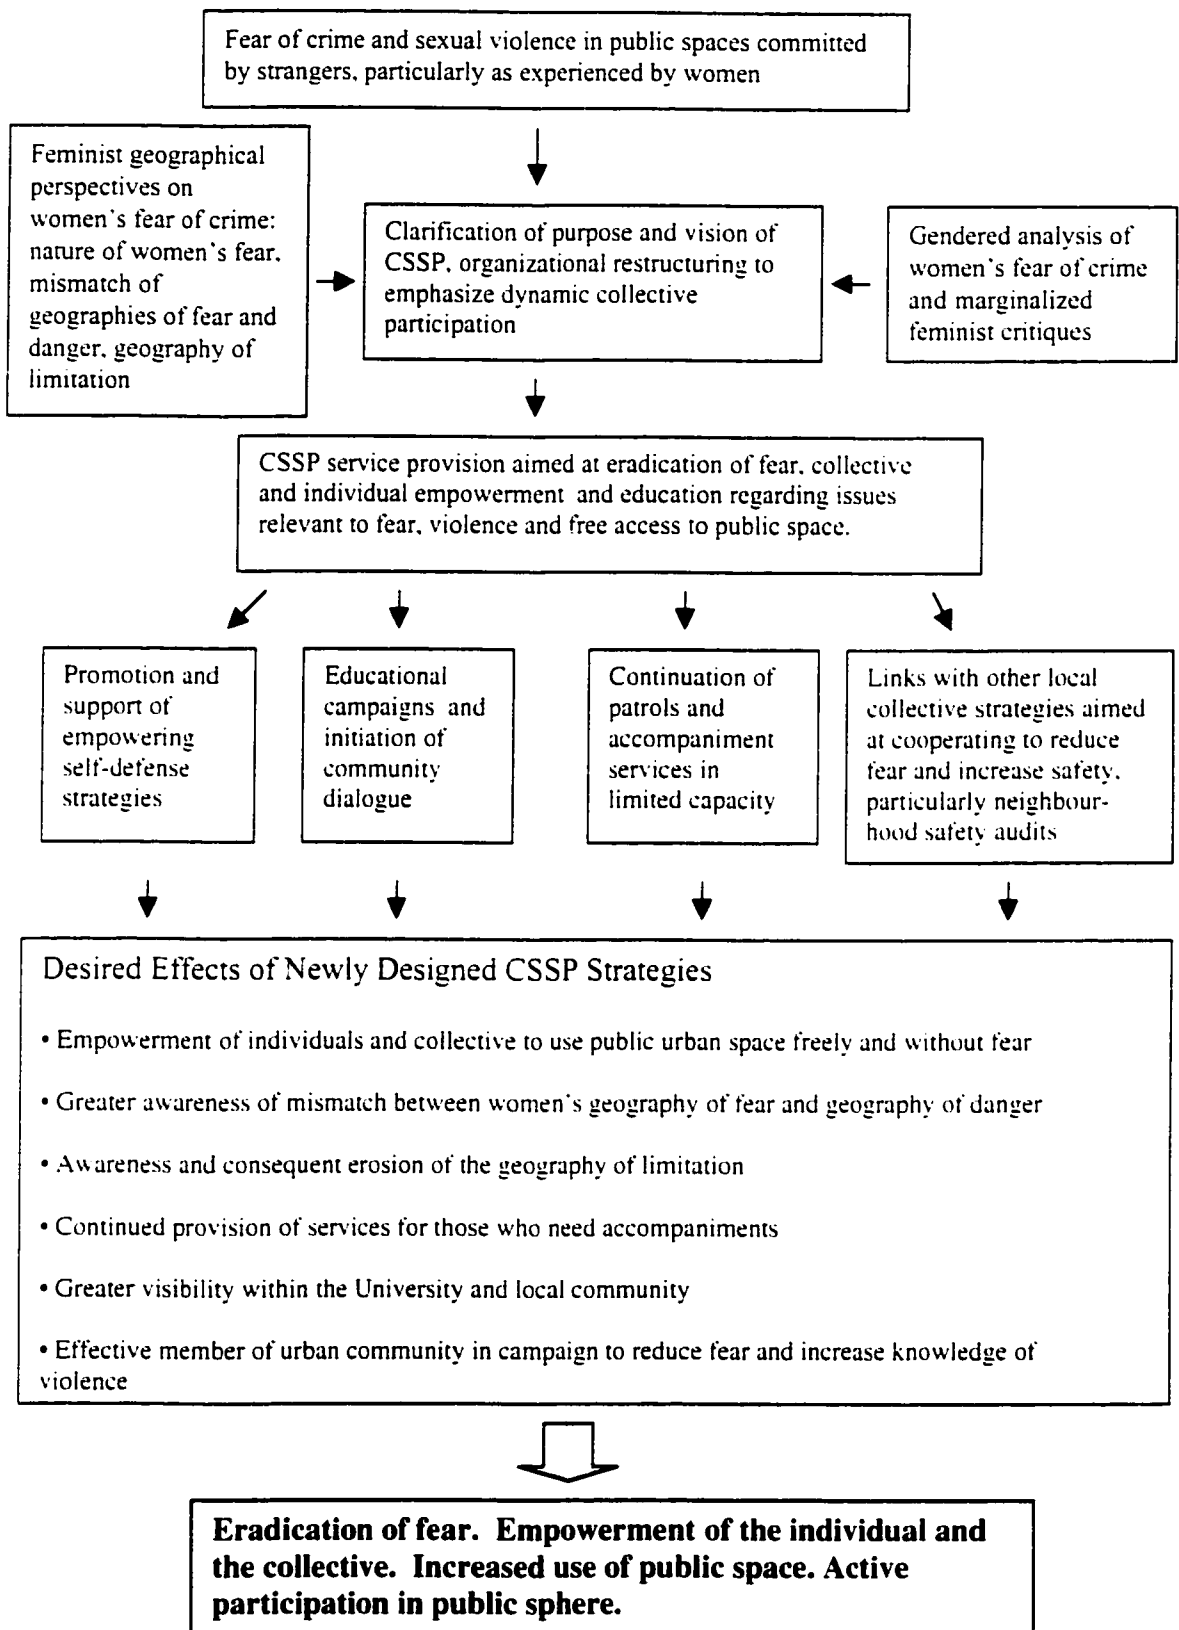 Fear of crime and sexual violence in public spaces committed
by strangers, particularly as experienced by women
Feminist geographical
perspectives on
women's fear of crime:
nature of women's fear,
mismatch of
geographies of fear and
danger, geography of
limitation
Clarification of purpose and vision of
CSSP, organizational restructuring to
emphasize dynamic collective
participation
Gendered analysis of
women's fear of crime
and marginalized
feminist critiques
CSSP service provision aimed at eradication of fear, collective
and individual empowerment and education regarding issues
relevant to fear, violence and free access to public space.
Promotion and
support of
empowering
self-defense
strategies
Educational
campaigns and
initiation of
community
dialogue
Continuation of
patrols and
accompaniment
services in
limited capacity
Links with other local
collective strategies aimed
at cooperating to reduce
fear and increase safety,
particularly neighbour-
hood safety audits
Desired Effects of Newly Designed CSSP Strategies
• Empowerment of individuals and collective to use public urban space freely and without fear
• Greater awareness of mismatch between women's geography of fear and geography of danger
• Awareness and consequent erosion of the geography of limitation
• Continued provision of services for those who need accompaniments
• Greater visibility within the University and local community
• Effective member of urban community in campaign to reduce fear and increase knowledge of
violence
Eradication of fear. Empowerment of the individual and
the collective. Increased use of public space. Active
participation in public sphere.